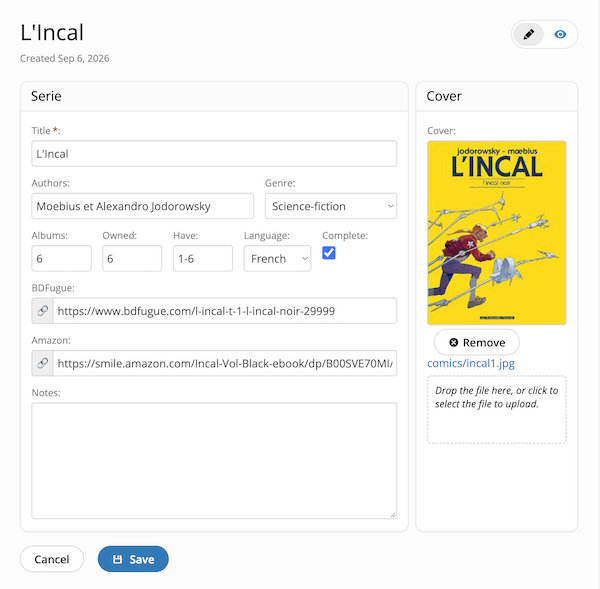 L'Incal
Created Sep 6, 2026
Serie
Title *:
L'Incal
Authors:
Genre:
Moebius et Alexandro Jodorowsky
Science-fiction
Albums:
Owned:
Have:
Language:
Complete:
6
6
1-6
French
BDFugue:
https://www.bdfugue.com/l-incal-t-1-l-incal-noir-29999
Amazon:
https://smile.amazon.com/Incal-Vol-Black-ebook/dp/B00SVE70MI/
Notes:
Cover
Cover:
jodorowsky - mœbius
L'INCAL
l'incal noir
Remove
comics/incal1.jpg
Drop the file here, or click to
select the file to upload.
Cancel
Save